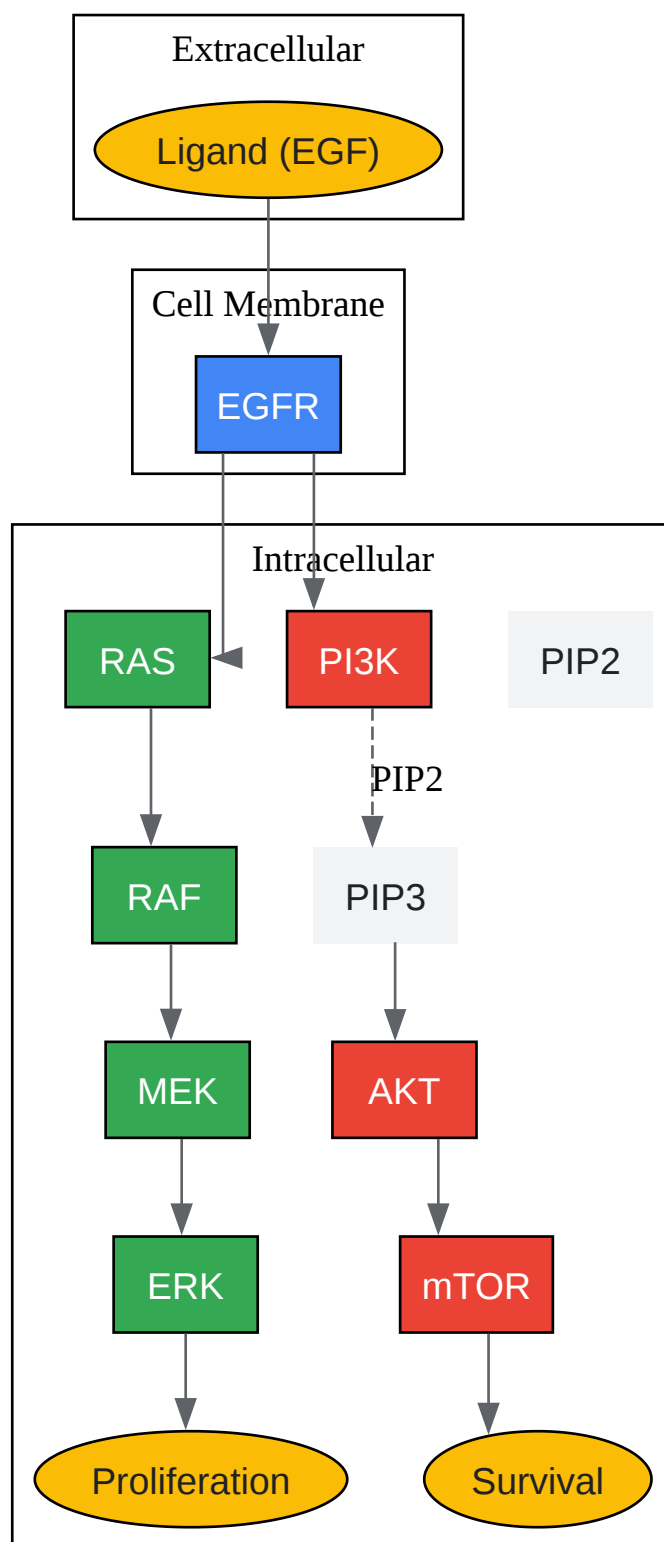 Extracellular
Ligand (EGF)
Cell Membrane
EGFR
Intracellular
RAS
PI3K
PIP2
PIP2
RAF
PIP3
MEK
AKT
ERK
mTOR
Proliferation
Survival